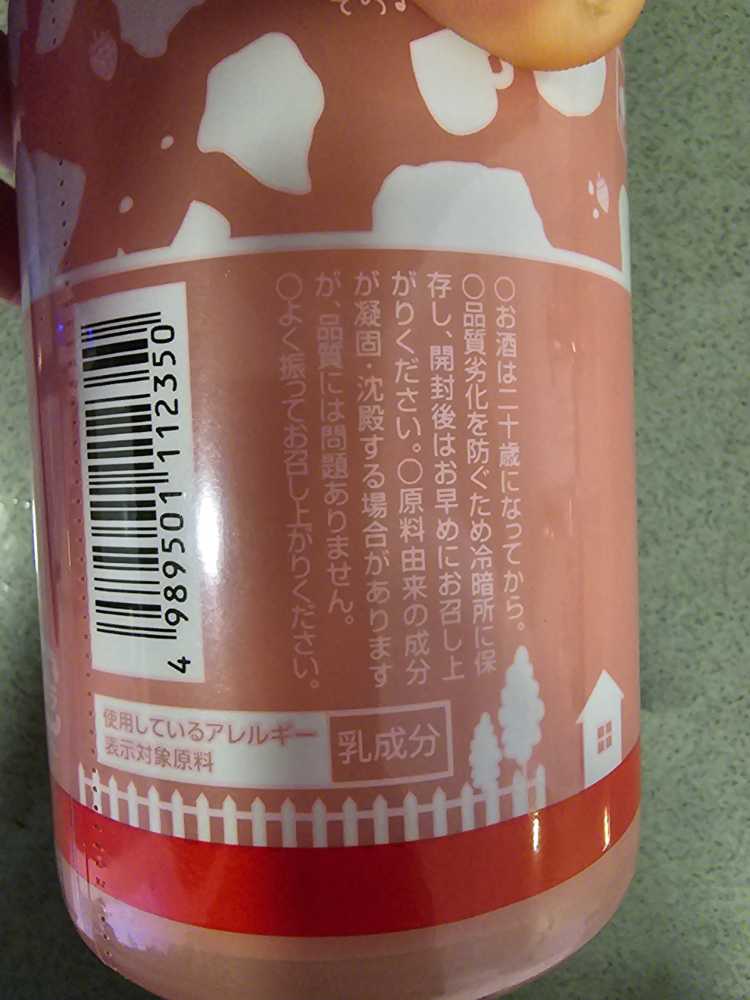 ○お酒は二十歳になってから。
○品質劣化を防ぐため冷暗所に保
存し、開封後はお早めにお召し上
がりください。○原料由来の成分
が凝固・沈殿する場合があります
が、品質には問題ありません。
○よく振ってお召し上がりください。
4 989501 112350
使用しているアレルギー
表示対象原料
乳成分